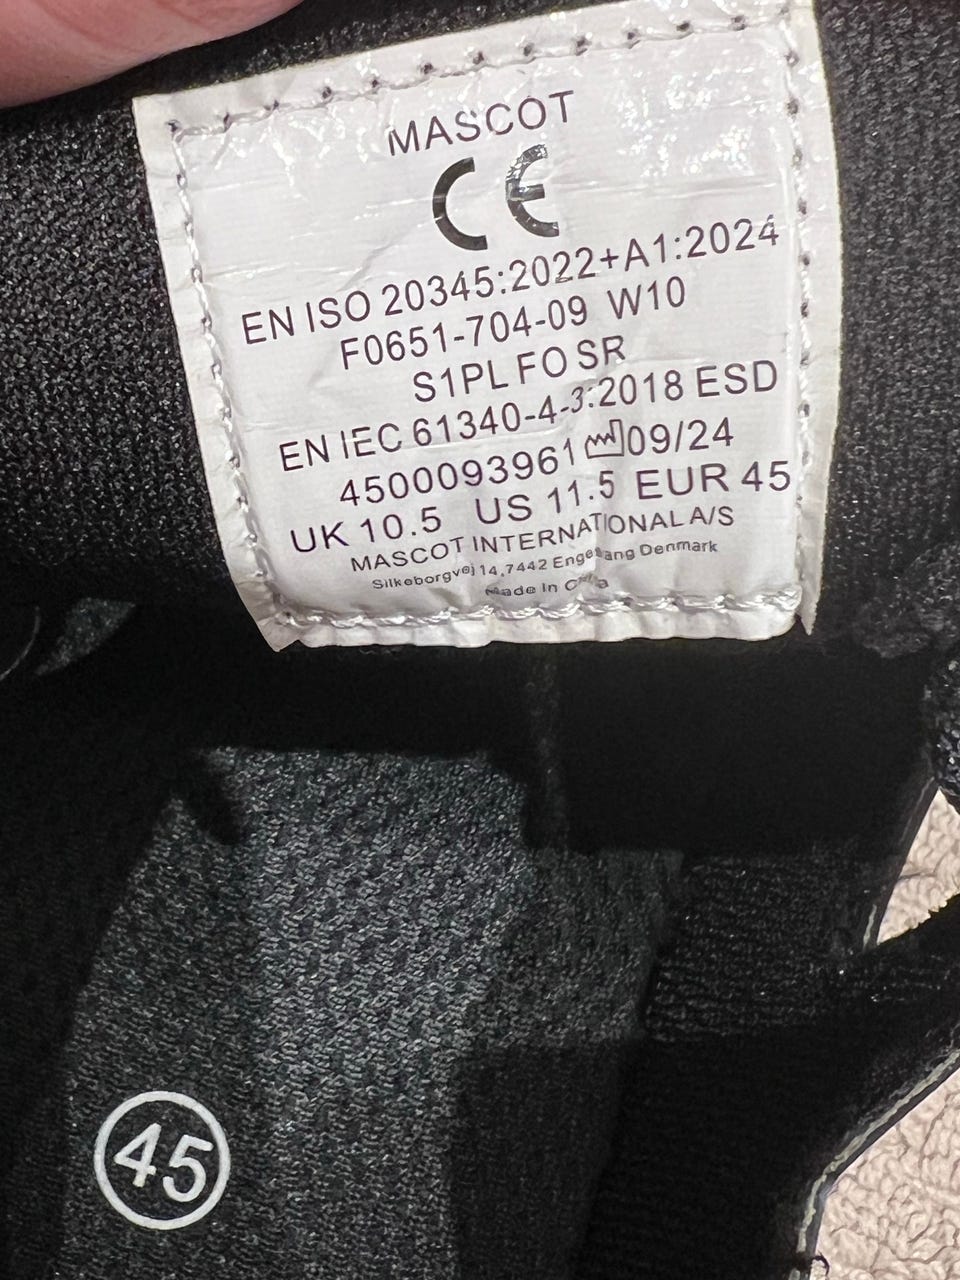 MASCOT
CE
EN ISO 20345:2022+A1:2024
F0651-704-09 W10
S1PL FO SR
EN IEC 61340-4-3:2018 ESD
4500093961 09/24
UK 10.5 US 11.5 EUR 45
MASCOT INTERNATIONAL A/S
Silkeborgvej 14,7442 Engesvang Denmark
Made In China
45